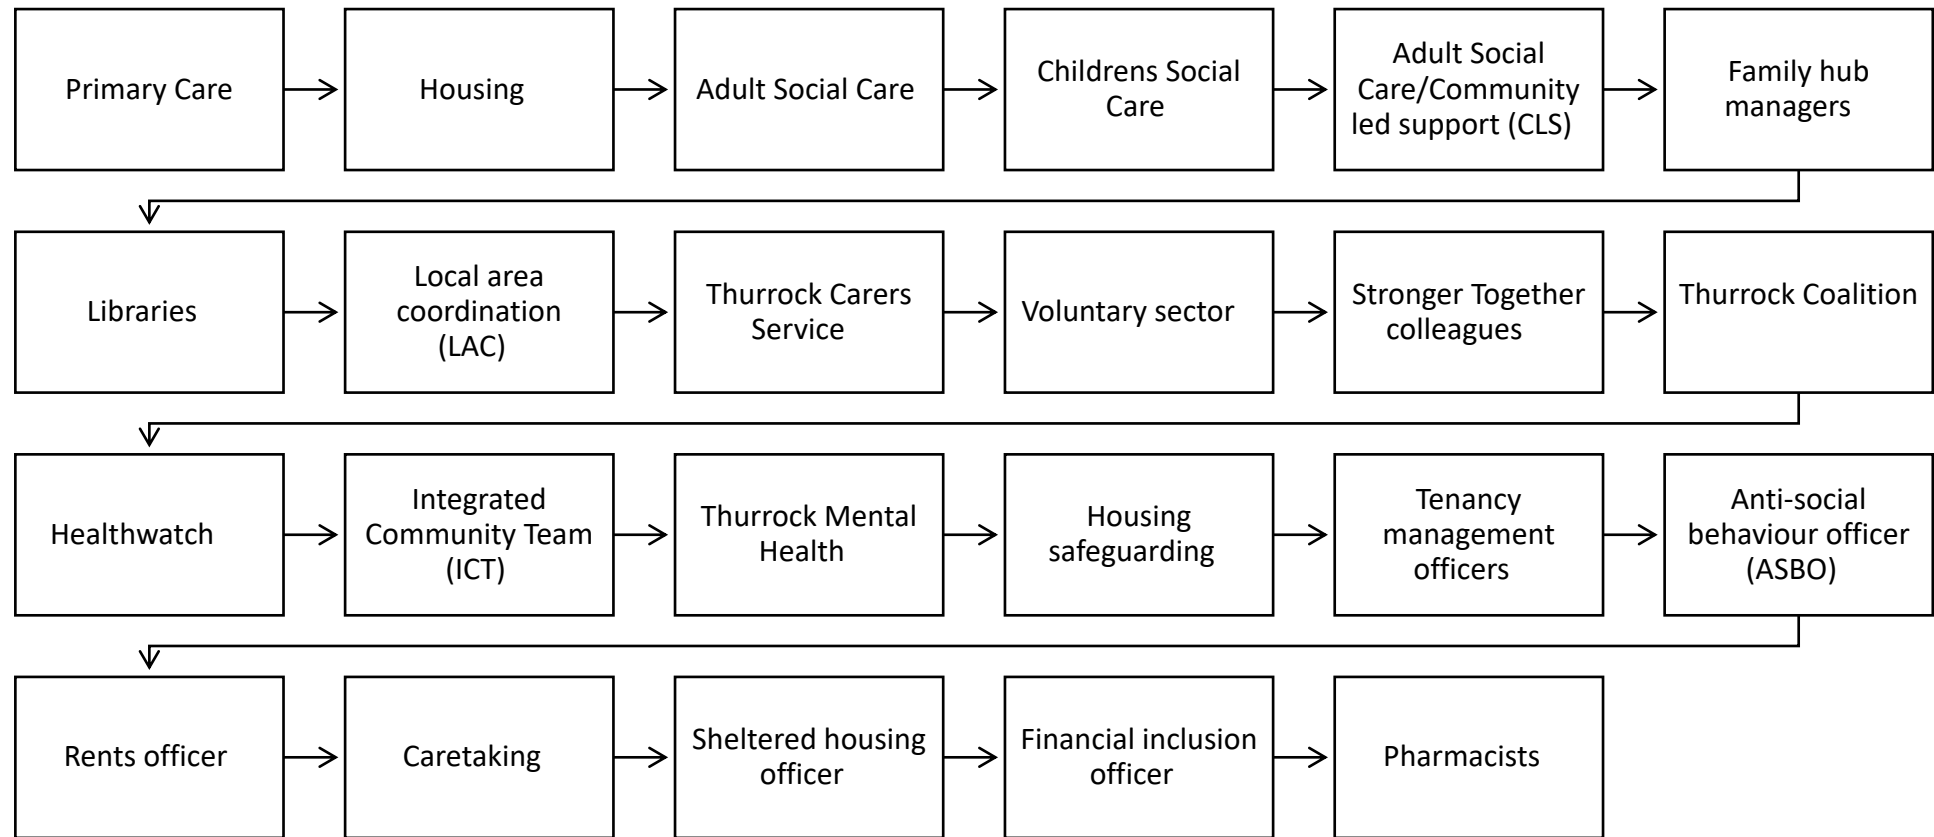 Primary Care
Housing
Adult Social Care
Childrens Social
Care
Adult Social
Care/Community
led support (CLS)
Family hub
managers
Libraries
Local area
coordination
(LAC)
Thurrock Carers
Service
Voluntary sector
Stronger Together
colleagues
Thurrock Coalition
Healthwatch
Integrated
Community Team
(ICT)
Thurrock Mental
Health
Housing
safeguarding
Tenancy
management
officers
Anti-social
behaviour officer
(ASBO)
Rents officer
Caretaking
Sheltered housing
officer
Financial inclusion
officer
Pharmacists